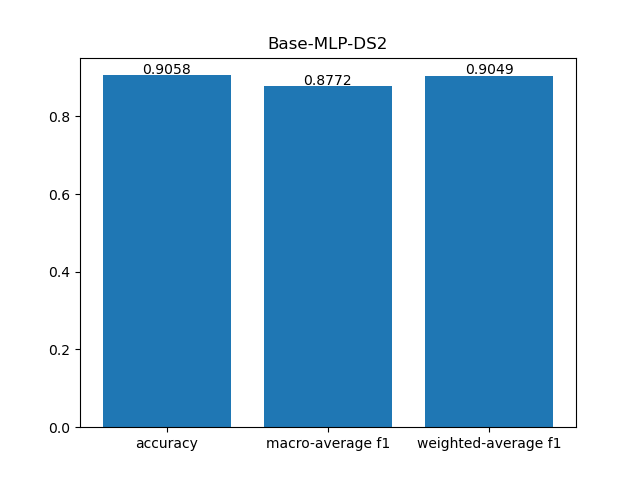 Base-MLP-DS2
0.9058
0.8772
0.9049
0.8
0.6
0.4
0.2
0.0
accuracy
macro-average f1
weighted-average f1